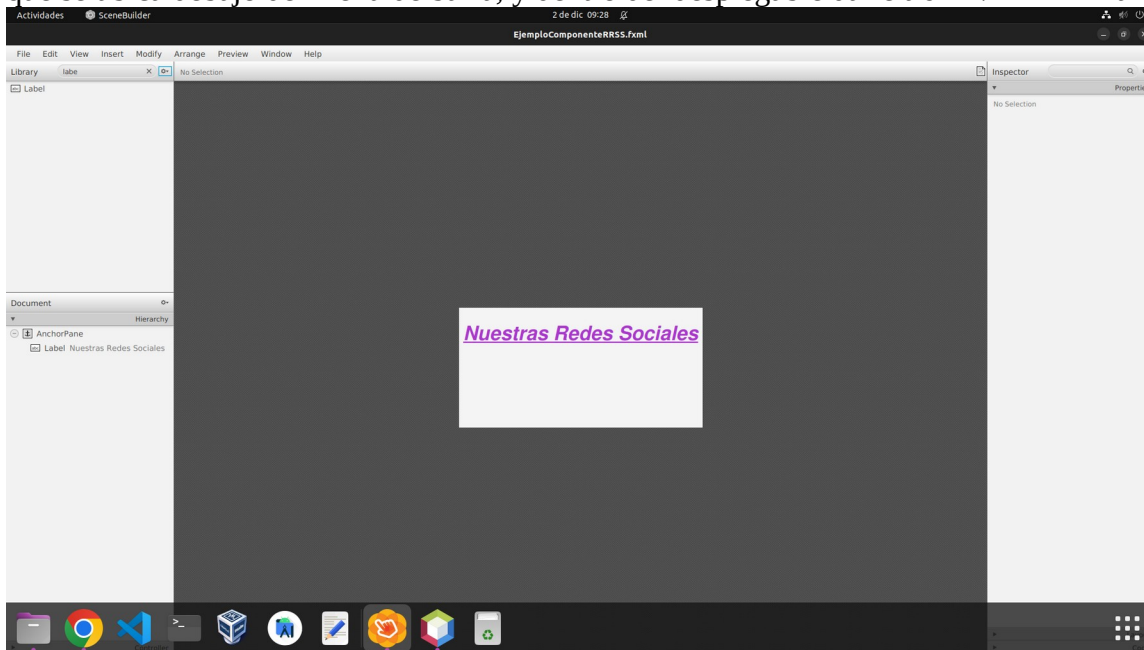 Actividades SceneBuilder 2 de dic 09:28
EjemploComponenteRRSS.fxml
File Edit View Insert Modify Arrange Preview Window Help
Library labe No Selection Inspector
Label Properti
No Selection
Document
Hierarchy
AnchorPane
Label Nuestras Redes Sociales
Nuestras Redes Sociales